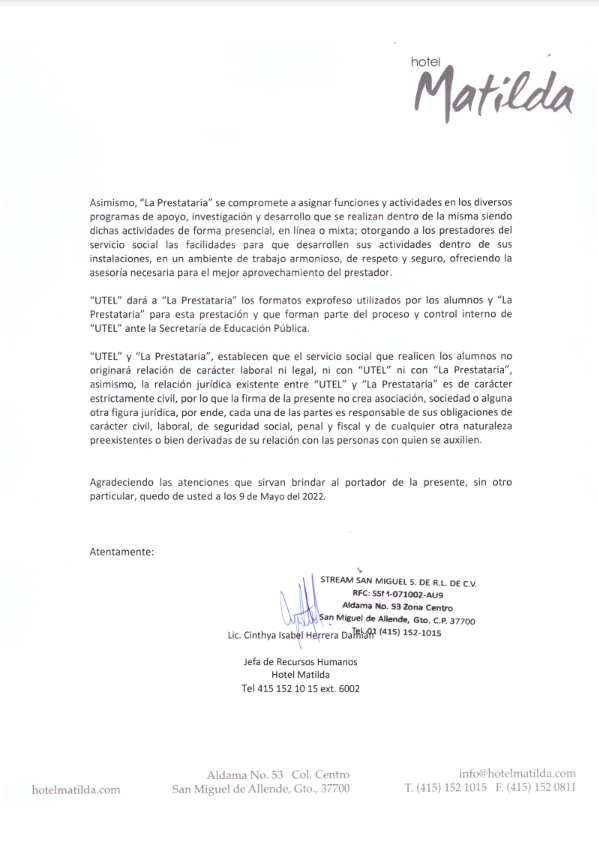 hotel
Matilda
Asimismo, “La Prestataria” se compromete a asignar funciones y actividades en los diversos
programas de apoyo, investigación y desarrollo que se realizan dentro de la misma siendo
dichas actividades de forma presencial, en línea o mixta; otorgando a los prestadores del
servicio social las facilidades para que desarrollen sus actividades dentro de sus
instalaciones, en un ambiente de trabajo armonioso, de respeto y seguro, ofreciendo la
asesoría necesaria para el mejor aprovechamiento del prestador.
“UTEL” dará a “La Prestataria” los formatos exprofeso utilizados por los alumnos y “La
Prestataria” para esta prestación y que forman parte del proceso y control interno de
“UTEL” ante la Secretaría de Educación Pública.
“UTEL” y “La Prestataria”, establecen que el servicio social que realicen los alumnos no
originará relación de carácter laboral ni legal, ni con “UTEL” ni con “La Prestataria”,
asimismo, la relación jurídica existente entre “UTEL” y “La Prestataria” es de carácter
estrictamente civil, por lo que la firma de la presente no crea asociación, sociedad o alguna
otra figura jurídica, por ende, cada una de las partes es responsable de sus obligaciones de
carácter civil, laboral, de seguridad social, penal y fiscal y de cualquier otra naturaleza
preexistentes o bien derivadas de su relación con las personas con quien se auxilien.
Agradeciendo las atenciones que sirvan brindar al portador de la presente, sin otro
particular, quedo de usted a los 9 de Mayo del 2022.
Atentamente:
STREAM SAN MIGUEL S. DE R.L. DE C.V.
RFC: SSM-071002-AU9
Aldama No. 53 Zona Centro
San Miguel de Allende, Gto. C.P. 37700
Tel. 01 (415) 152-1015
Lic. Cinthya Isabel Herrera Damian
Jefa de Recursos Humanos
Hotel Matilda
Tel 415 152 10 15 ext. 6002
hotelmatilda.com
Aldama No. 53 Col. Centro
San Miguel de Allende, Gto., 37700
info@hotelmatilda.com
T. (415) 152 1015 F. (415) 152 0811